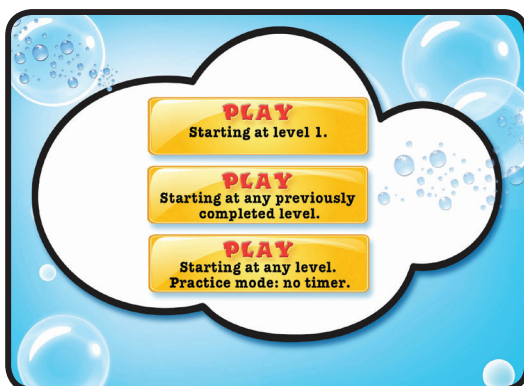 PLAY
Starting at level 1.
PLAY
Starting at any previously
completed level.
PLAY
Starting at any level.
Practice mode: no timer.